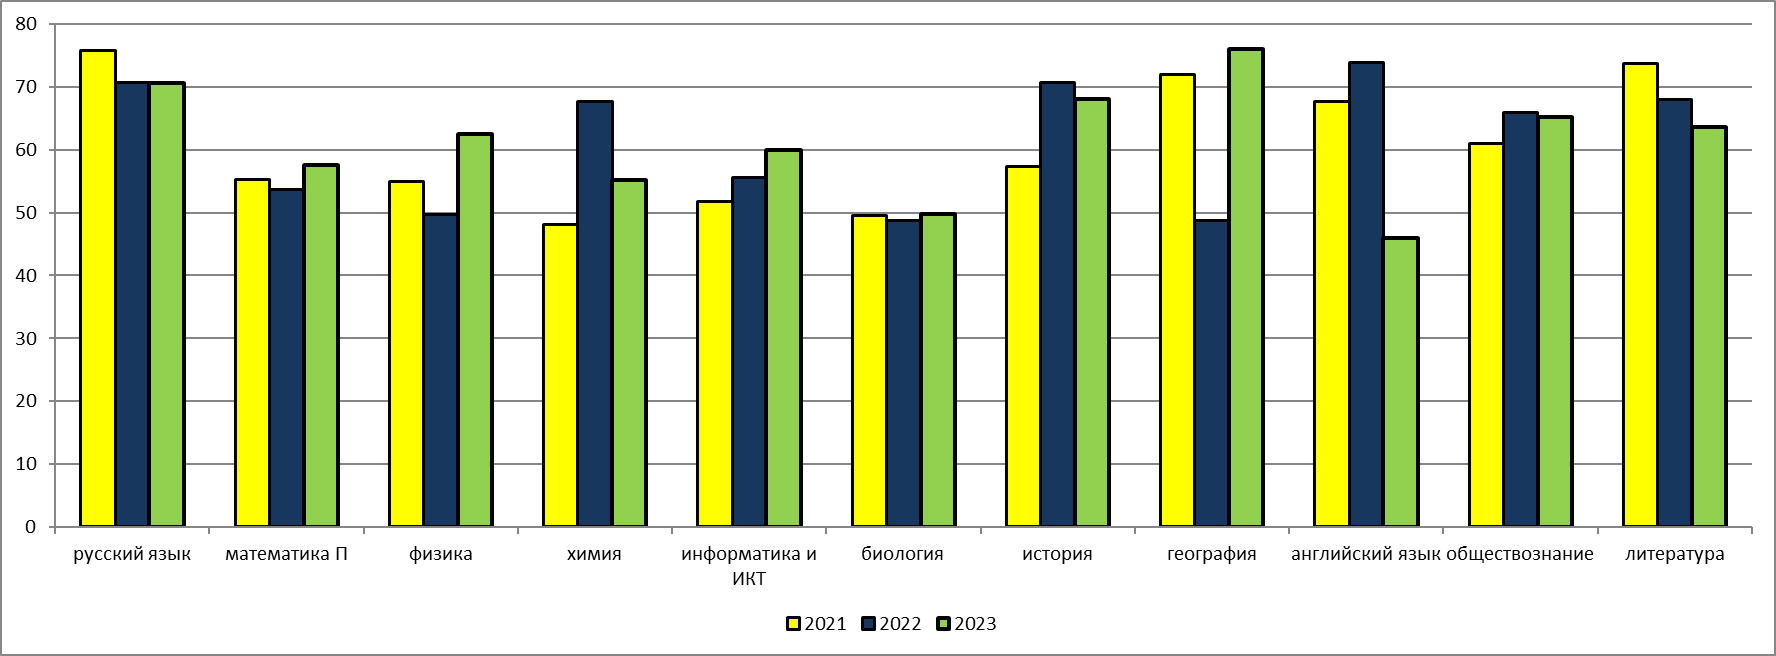 80
70
60
50
40
30
20
10
0
русский язык
математика П
физика
химия
информатика и
ИКТ
биология
история
география
английский язык
обществознание
литература
2021
2022
2023